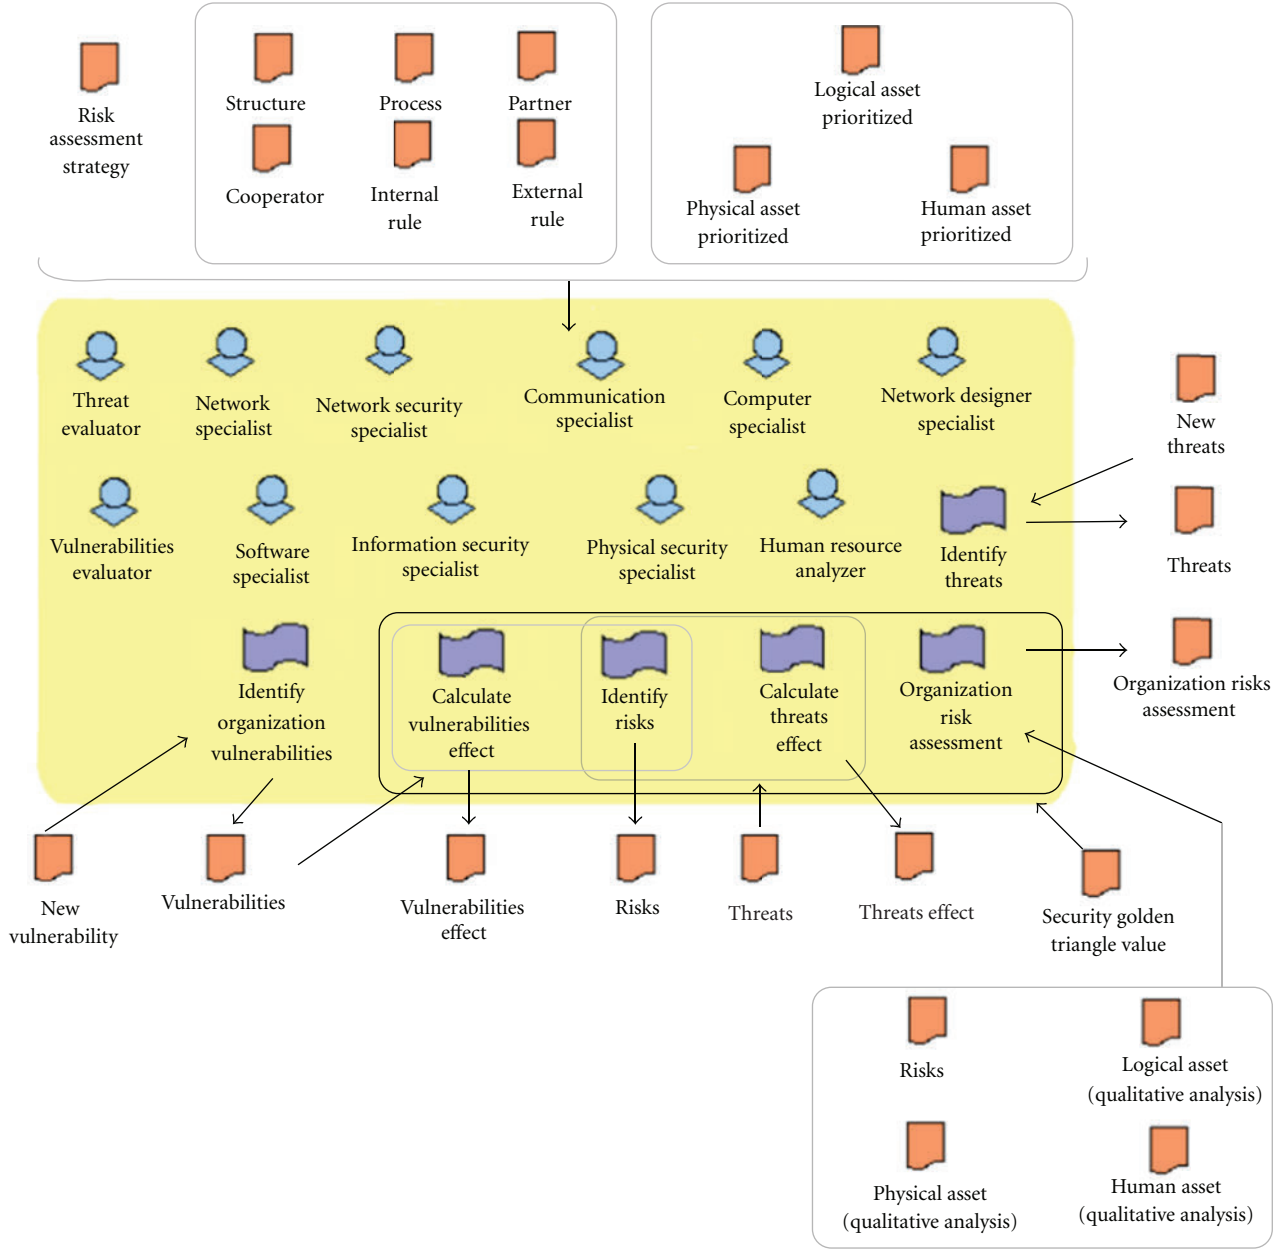 Risk
assessment
strategy
Structure
Process
Partner
Cooperator
Internal
rule
External
rule
Logical asset
prioritized
Physical asset
prioritized
Human asset
prioritized
Threat
evaluator
Network
specialist
Network security
specialist
Communication
specialist
Computer
specialist
Network designer
specialist
New
threats
Vulnerabilities
evaluator
Software
specialist
Information security
specialist
Physical security
specialist
Human resource
analyzer
Identify
threats
Threats
Identify
organization
vulnerabilities
Calculate
vulnerabilities
effect
Identify
risks
Calculate
threats
effect
Organization
risk
assessment
Organization risks
assessment
New
vulnerability
Vulnerabilities
Vulnerabilities
effect
Risks
Threats
Threats effect
Security golden
triangle value
Risks
Logical asset
(qualitative analysis)
Physical asset
(qualitative analysis)
Human asset
(qualitative analysis)